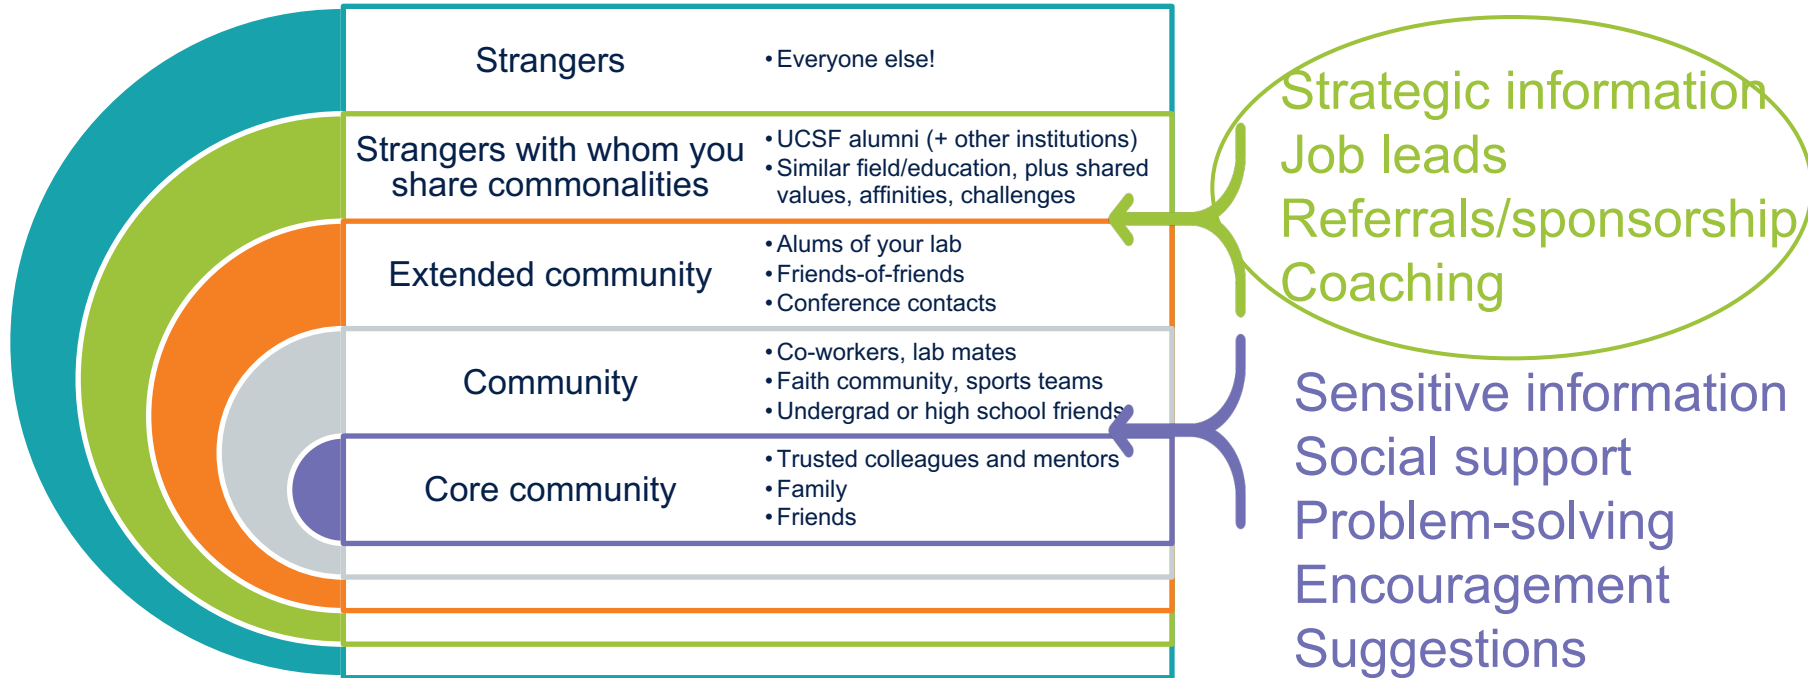 Strangers
• Everyone else!
Strangers with whom you
share commonalities
• UCSF alumni (+ other institutions)
• Similar field/education, plus shared
values, affinities, challenges
Extended community
• Alums of your lab
• Friends-of-friends
• Conference contacts
Community
• Co-workers, lab mates
• Faith community, sports teams
• Undergrad or high school friends
Core community
• Trusted colleagues and mentors
• Family
• Friends
Strategic information
Job leads
Referrals/sponsorship
Coaching
Sensitive information
Social support
Problem-solving
Encouragement
Suggestions